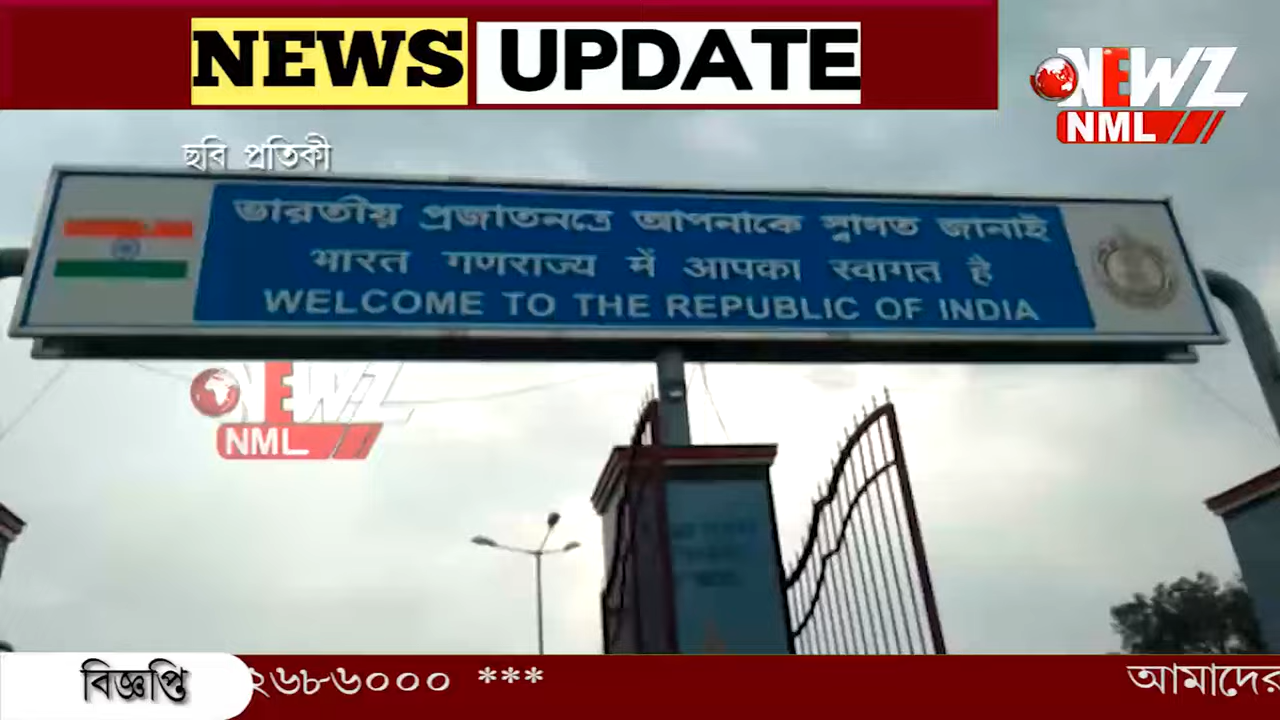 NEWS UPDATE
NEWZ
NML
ছবি প্রতিকী
ভারতীয় প্রজাতনত্রে আপনাকে স্বাগত জানাই
भारत गणराज्य में आपका स्वागत है
WELCOME TO THE REPUBLIC OF INDIA
NEWZ
NML
বিজ্ঞপ্তি ২৬৮৬০০০ *** আমাদের